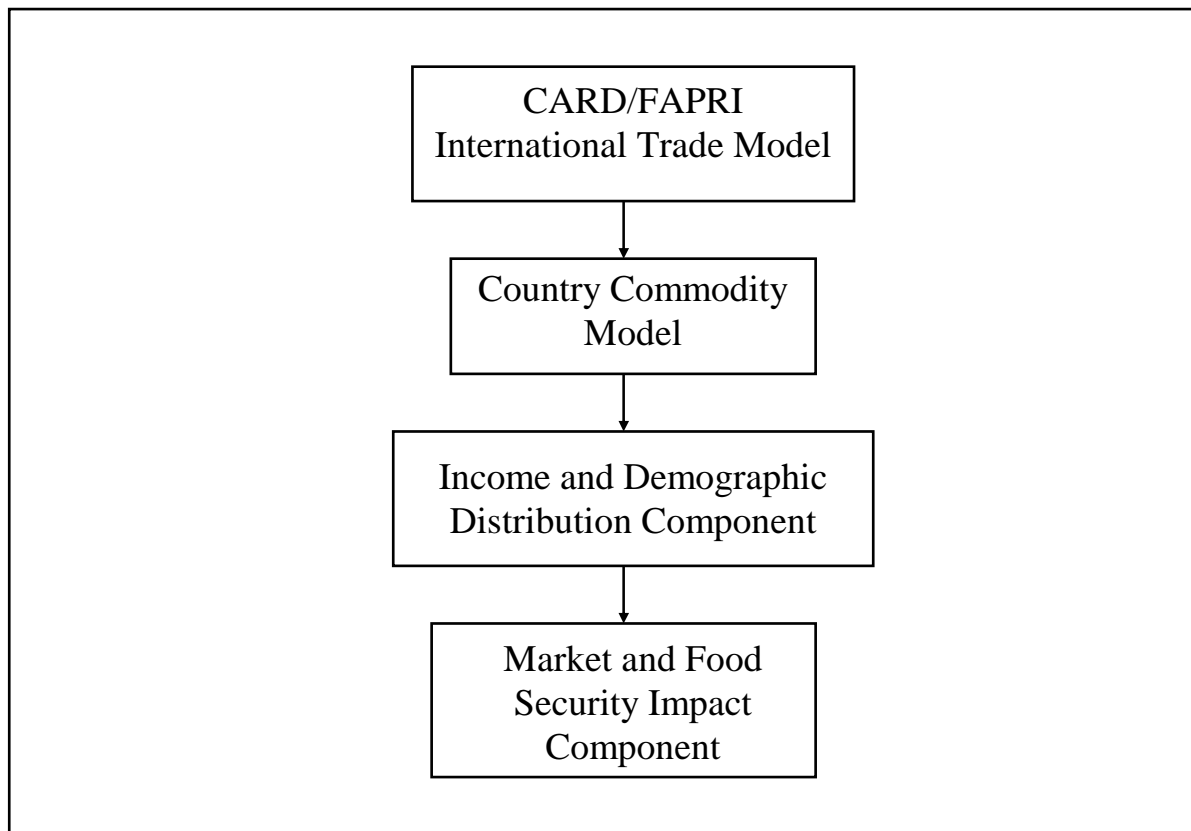 CARD/FAPRI
International Trade Model
Country Commodity
Model
Income and Demographic
Distribution Component
Market and Food
Security Impact
Component